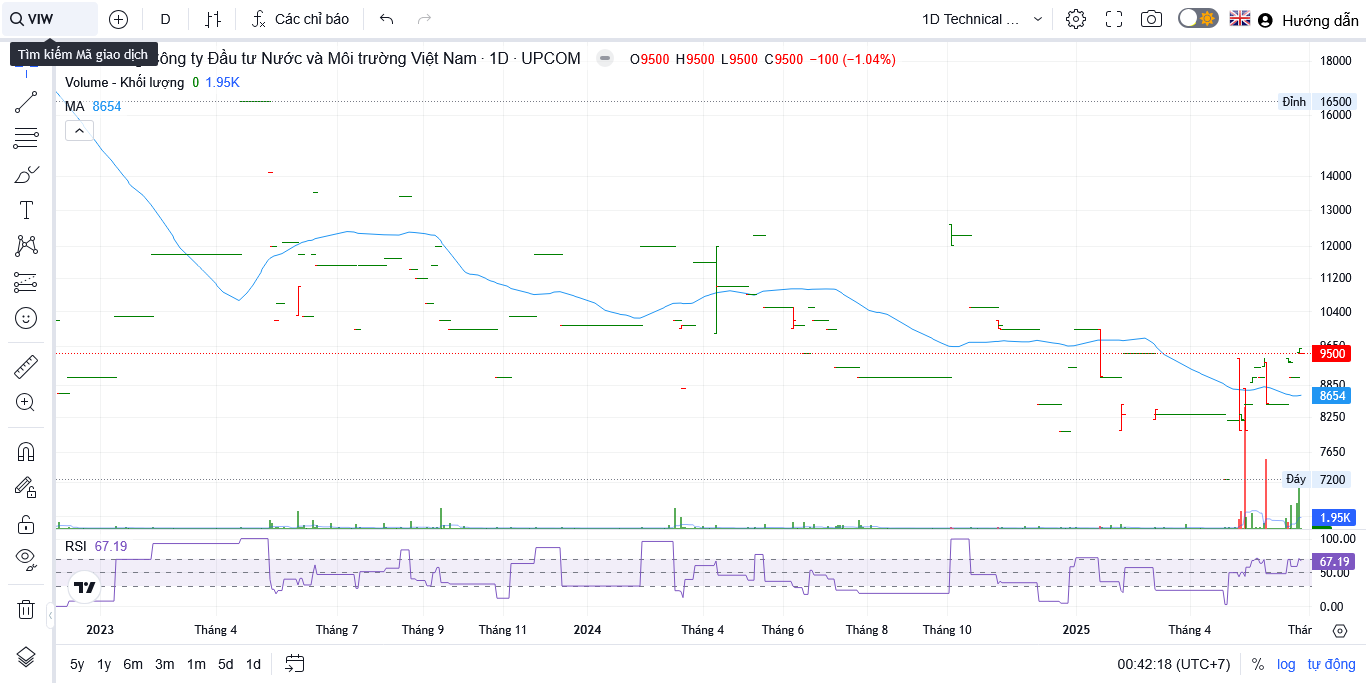 VIW D Các chỉ báo 1D Technical ... Hướng dẫn
Tìm kiếm Mã giao dịch
Công ty Đầu tư Nước và Môi trường Việt Nam · 1D · UPCOM O9500 H9500 L9500 C9500 −100 (−1.04%)
Volume - Khối lượng 0 1.95K
MA 8654
18000
Đỉnh 16500
16000
14000
13000
12000
11200
10400
9500
8850
8654
8250
7650
Đáy 7200
1.95K
RSI 67.19
100.00
67.19
50.00
0.00
2023 Tháng 4 Tháng 7 Tháng 9 Tháng 11 2024 Tháng 4 Tháng 6 Tháng 8 Tháng 10 2025 Tháng 4 Thár
5y 1y 6m 3m 1m 5d 1d 00:42:18 (UTC+7) % log tự động